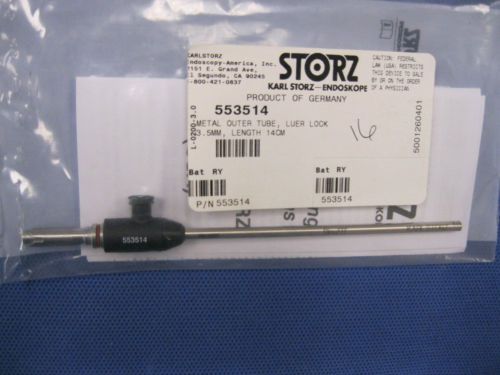 KARLSTORZ
Endoscopy-America, Inc.
2151 E. Grand Ave,
El Segundo, CA 90245
-800-421-0837
STORZ
KARL STORZ-ENDOSKOPE
PRODUCT OF GERMANY
CAUTION: FEDERAL
LAW (USA) RESTRICTS
THIS DEVICE TO SALE
BY OR ON THE ORDER
OF A PHYSICIAN
L-0200-3.0
553514
METAL OUTER TUBE, LUER LOCK
3.5MM, LENGTH 14CM
16
5001260401
Bat RY
Bat RY
P/N 553514
553514
STORZ
553514